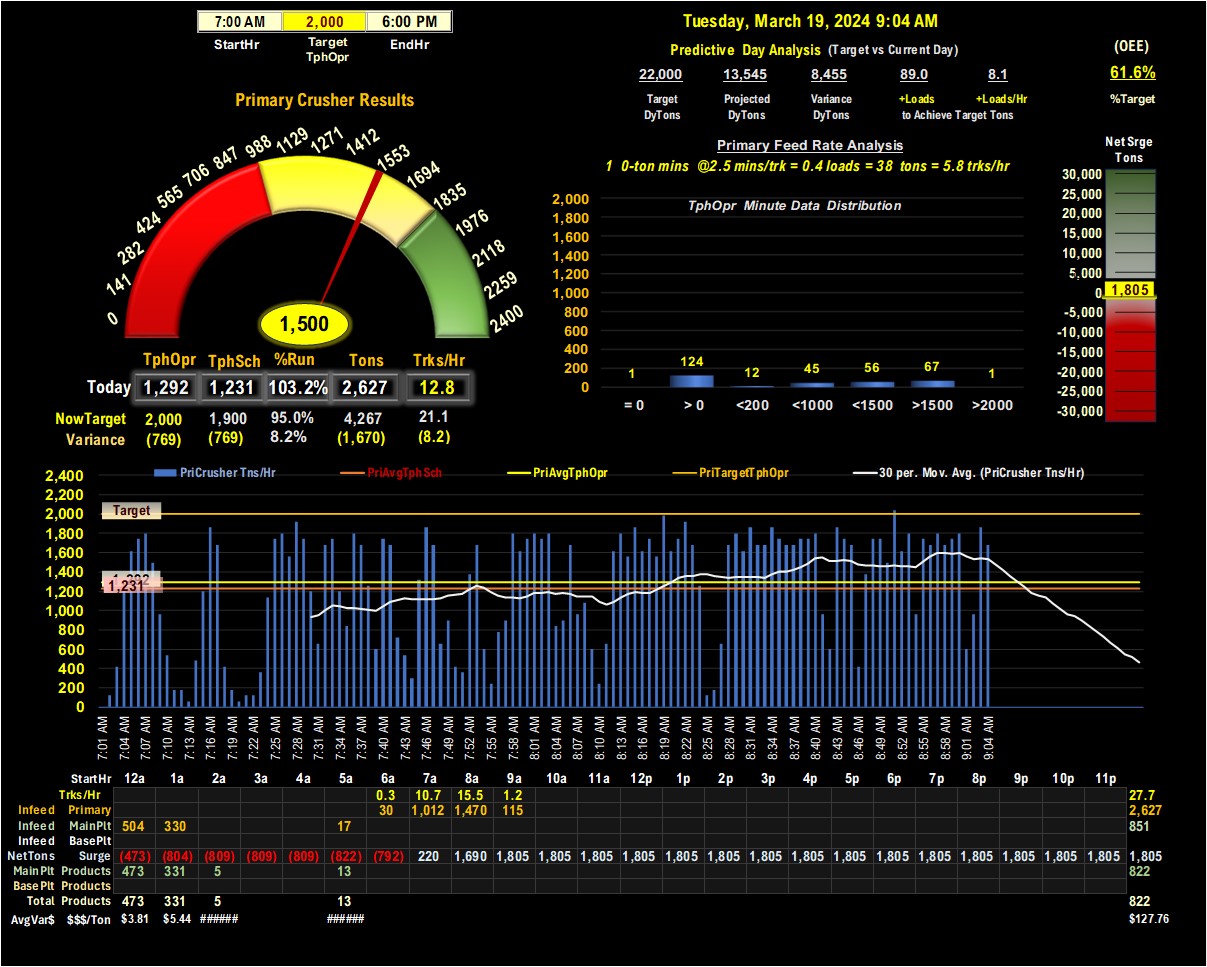 7:00 AM 2,000 6:00 PM
StartHr Target TphOpr EndHr
Tuesday, March 19, 2024 9:04 AM
Predictive Day Analysis (Target vs Current Day)
(OEE)
22,000 13,545 8,455 89.0 8.1
61.6%
Target DyTons Projected DyTons Variance DyTons +Loads +Loads/Hr
to Achieve Target Tons
%Target
Primary Crusher Results
0 141 282 424 565 706 847 988 1129 1271 1412 1553 1694 1835 1976 2118 2259 2400
1,500
Primary Feed Rate Analysis
1 0-ton mins @2.5 mins/trk = 0.4 loads = 38 tons = 5.8 trks/hr
TphOpr Minute Data Distribution
2,000
1,800
1,600
1,400
1,200
1,000
800
600
400
200
0
1 124 12 45 56 67 1
= 0 > 0 <200 <1000 <1500 >1500 >2000
Net Srge
Tons
30,000
25,000
20,000
15,000
10,000
5,000
0
1,805
-5,000
-10,000
-15,000
-20,000
-25,000
-30,000
TphOpr TphSch %Run Tons Trks/Hr
Today 1,292 1,231 103.2% 2,627 12.8
NowTarget 2,000 1,900 95.0% 4,267 21.1
Variance (769) (769) 8.2% (1,670) (8.2)
PriCrusher Tns/Hr PriAvgTphSch PriAvgTphOpr PriTargetTphOpr 30 per. Mov. Avg. (PriCrusher Tns/Hr)
2,400
2,200
2,000
1,800
1,600
1,400
1,200
1,000
800
600
400
200
0
Target
1,231
7:01 AM 7:04 AM 7:07 AM 7:10 AM 7:13 AM 7:16 AM 7:19 AM 7:22 AM 7:25 AM 7:28 AM 7:31 AM 7:34 AM 7:37 AM 7:40 AM 7:43 AM 7:46 AM 7:49 AM 7:52 AM 7:55 AM 7:58 AM 8:01 AM 8:04 AM 8:07 AM 8:10 AM 8:13 AM 8:16 AM 8:19 AM 8:22 AM 8:25 AM 8:28 AM 8:31 AM 8:34 AM 8:37 AM 8:40 AM 8:43 AM 8:46 AM 8:49 AM 8:52 AM 8:55 AM 8:58 AM 9:01 AM 9:04 AM
StartHr 12a 1a 2a 3a 4a 5a 6a 7a 8a 9a 10a 11a 12p 1p 2p 3p 4p 5p 6p 7p 8p 9p 10p 11p
Trks/Hr 0.3 10.7 15.5 1.2 27.7
Infeed Primary 30 1,012 1,470 115 2,627
Infeed MainPlt 504 330 17 851
Infeed BasePlt
NetTons Surge (473) (804) (809) (809) (809) (822) (792) 220 1,690 1,805 1,805 1,805 1,805 1,805 1,805 1,805 1,805 1,805 1,805 1,805 1,805 1,805 1,805 1,805 1,805
MainPlt Products 473 331 5 13 822
BasePlt Products
Total Products 473 331 5 13 822
AvgVar$ $$$/Ton $3.81 $5.44 ###### ###### $127.76